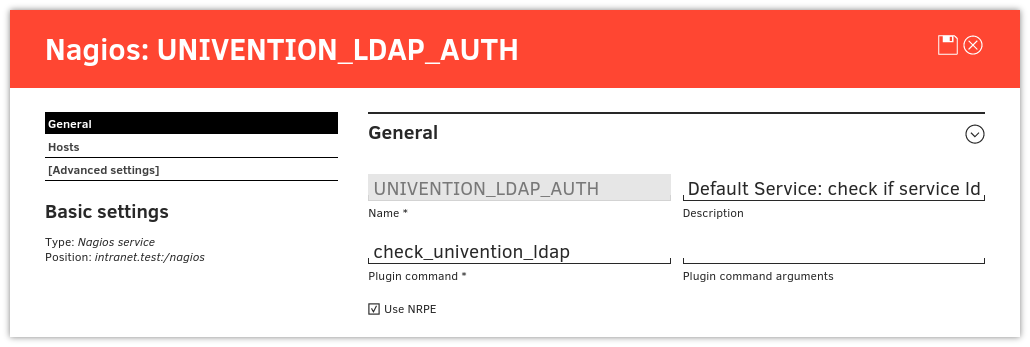 Nagios: UNIVENTION_LDAP_AUTH
General
Hosts
[Advanced settings]
Basic settings
Type: Nagios service
Position: intranet.test:/nagios
General
UNIVENTION_LDAP_AUTH
Name *
Default Service: check if service ld
Description
check_univention_ldap
Plugin command *
Plugin command arguments
Use NRPE